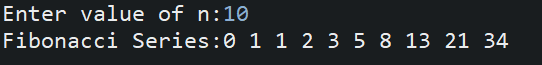 Enter value of n:10
Fibonacci Series:0 1 1 2 3 5 8 13 21 34